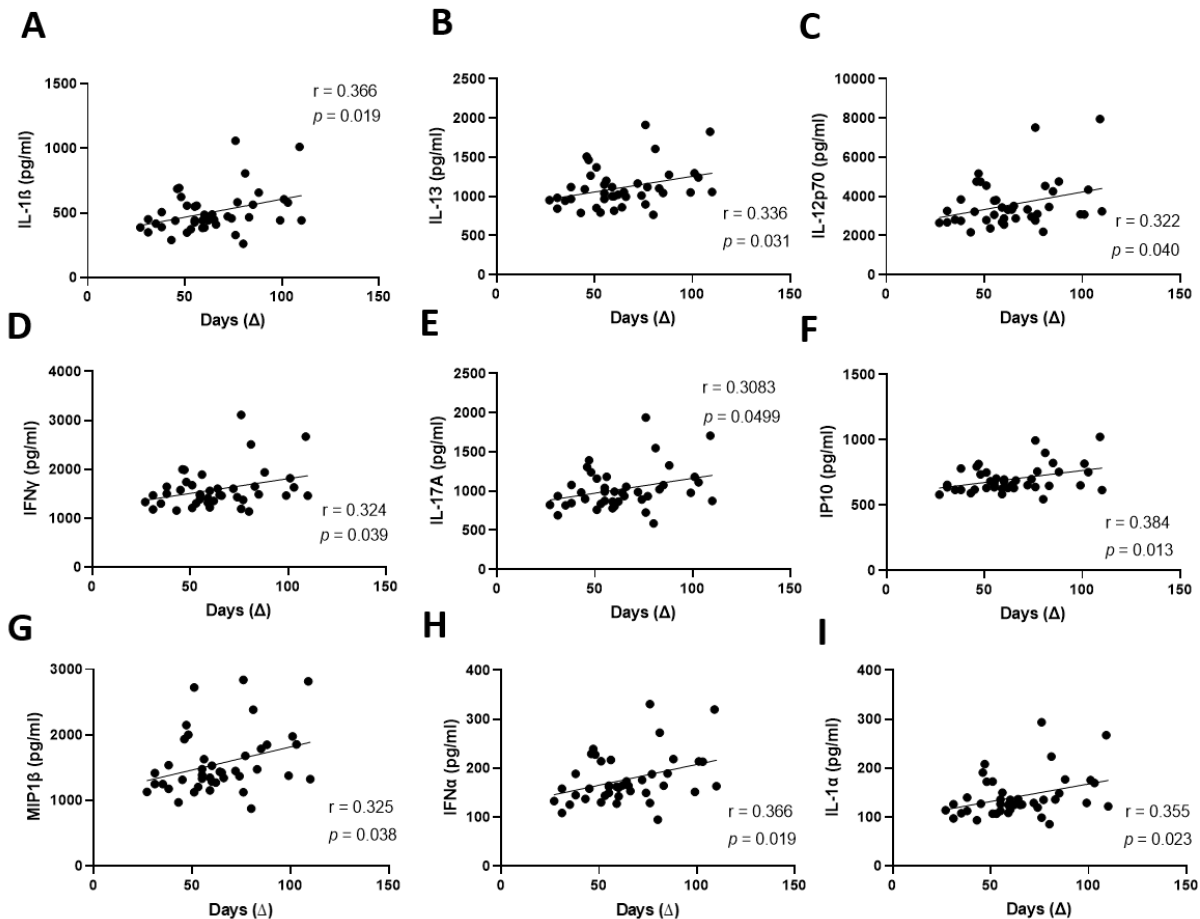 A
IL-1ß (pg/ml)
1500
1000
500
0
0 50 100 150
Days (Δ)
r = 0.366
p = 0.019
B
IL-13 (pg/ml)
2500
2000
1500
1000
500
0
0 50 100 150
Days (Δ)
r = 0.336
p = 0.031
C
IL-12p70 (pg/ml)
10000
8000
6000
4000
2000
0
0 50 100 150
Days (Δ)
r = 0.322
p = 0.040
D
IFNγ (pg/ml)
4000
3000
2000
1000
0
0 50 100 150
Days (Δ)
r = 0.324
p = 0.039
E
IL-17A (pg/ml)
2500
2000
1500
1000
500
0
0 50 100 150
Days (Δ)
r = 0.3083
p = 0.0499
F
IP10 (pg/ml)
1500
1000
500
0
0 50 100 150
Days (Δ)
r = 0.384
p = 0.013
G
MIP1β (pg/ml)
3000
2000
1000
0
0 50 100 150
Days (Δ)
r = 0.325
p = 0.038
H
IFNα (pg/ml)
400
300
200
100
0
0 50 100 150
Days (Δ)
r = 0.366
p = 0.019
I
IL-1α (pg/ml)
400
300
200
100
0
0 50 100 150
Days (Δ)
r = 0.355
p = 0.023